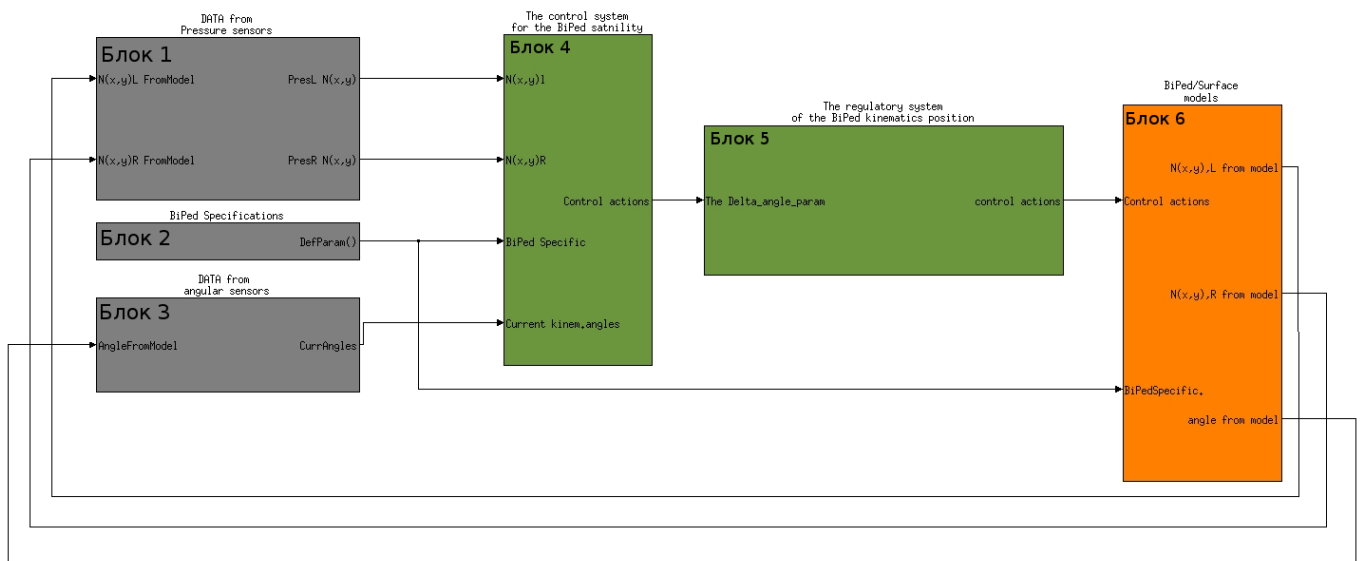 DATA from
Pressure sensors
Блок 1
N(x,y)L FromModel
PresL N(x,y)
N(x,y)R FromModel
PresR N(x,y)
BiPed Specifications
Блок 2
DefParam()
DATA from
angular sensors
Блок 3
AngleFromModel
CurrAngles
The control system
for the BiPed satnility
Блок 4
N(x,y)l
N(x,y)R
Control actions
BiPed Specific
Current kinem.angles
The regulatory system
of the BiPed kinematics position
Блок 5
The Delta_angle_param
control actions
BiPed/Surface
models
Блок 6
N(x,y),L from model
Control actions
N(x,y),R from model
BiPedSpecific.
angle from model